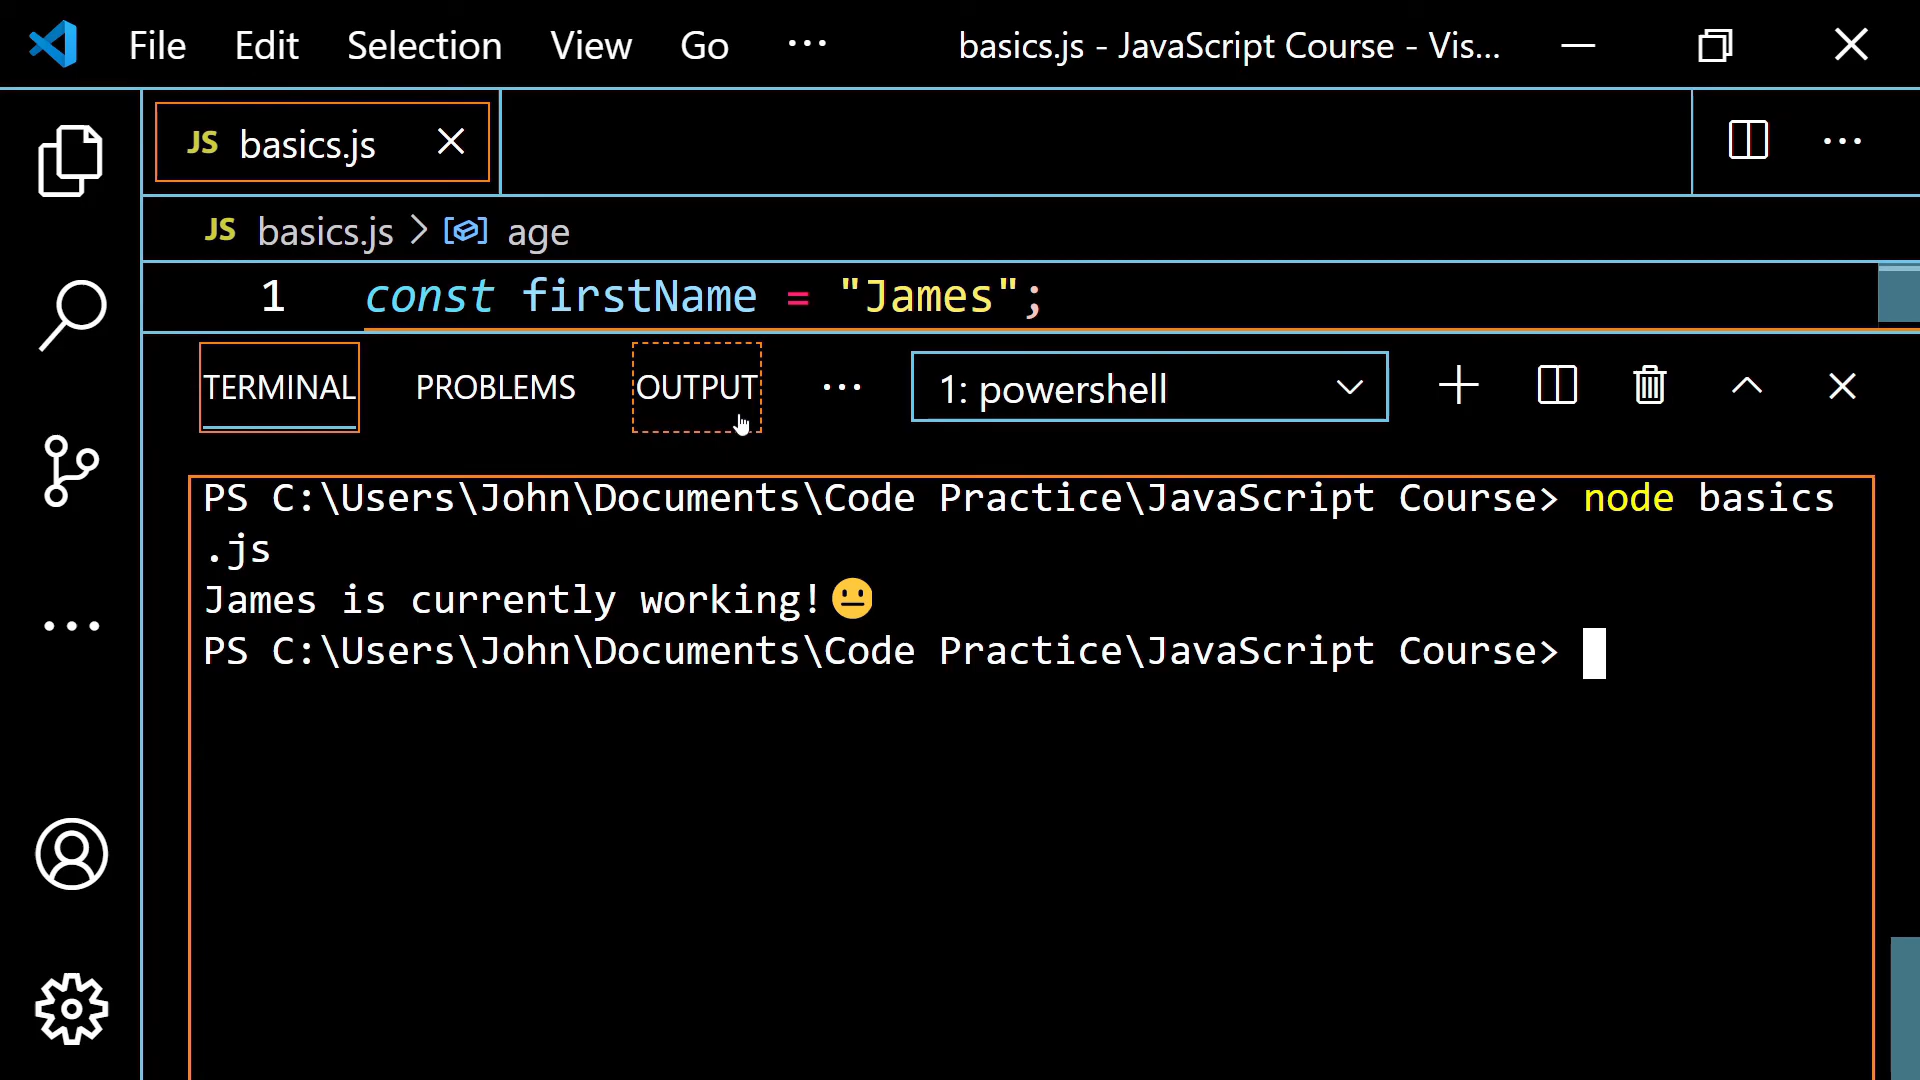 File Edit Selection View Go ··· basics.js - JavaScript Course - Vis...
JS basics.js
JS basics.js > age
1 const firstName = "James";
TERMINAL PROBLEMS OUTPUT ··· 1: powershell
PS C:\Users\John\Documents\Code Practice\JavaScript Course> node basics
.js
James is currently working!😐
PS C:\Users\John\Documents\Code Practice\JavaScript Course>